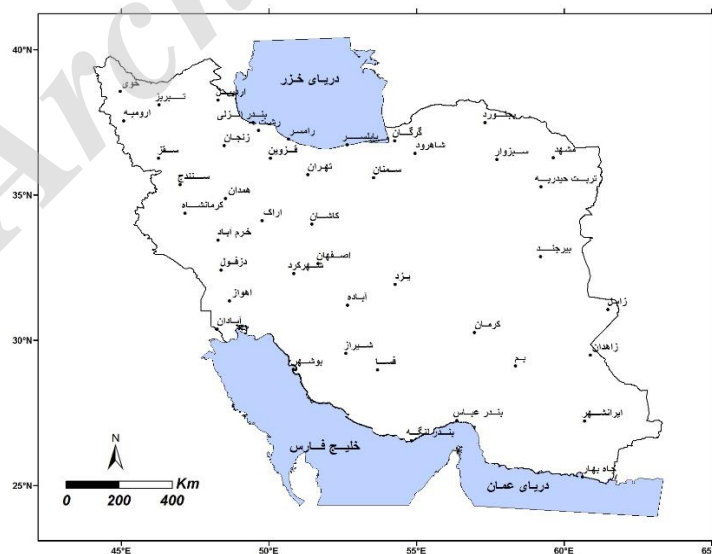 Arch
40°N
35°N
30°N
25°N
45°E
50°E
55°E
60°E
65°
دریای خزر
خوی
تبریز
اردبیل
ارومیه
بندر انزلی
رشت
رامسر
بابلسر
گرگان
بجنورد
زنجان
قزوین
شاهرود
سبزوار
مشهد
سقز
تهران
سمنان
تربت حیدریه
سنندج
همدان
کرمانشاه
اراک
کاشان
خرم آباد
بیرجند
دزفول
اصفهان
شهرکرد
یزد
اهواز
آباده
زابل
آبادان
کرمان
زاهدان
شیراز
بوشهر
فسا
بم
بندر عباس
ایرانشهر
بندر لنگه
خلیج فارس
چاه بهار
دریای عمان
N
0 200 400 Km